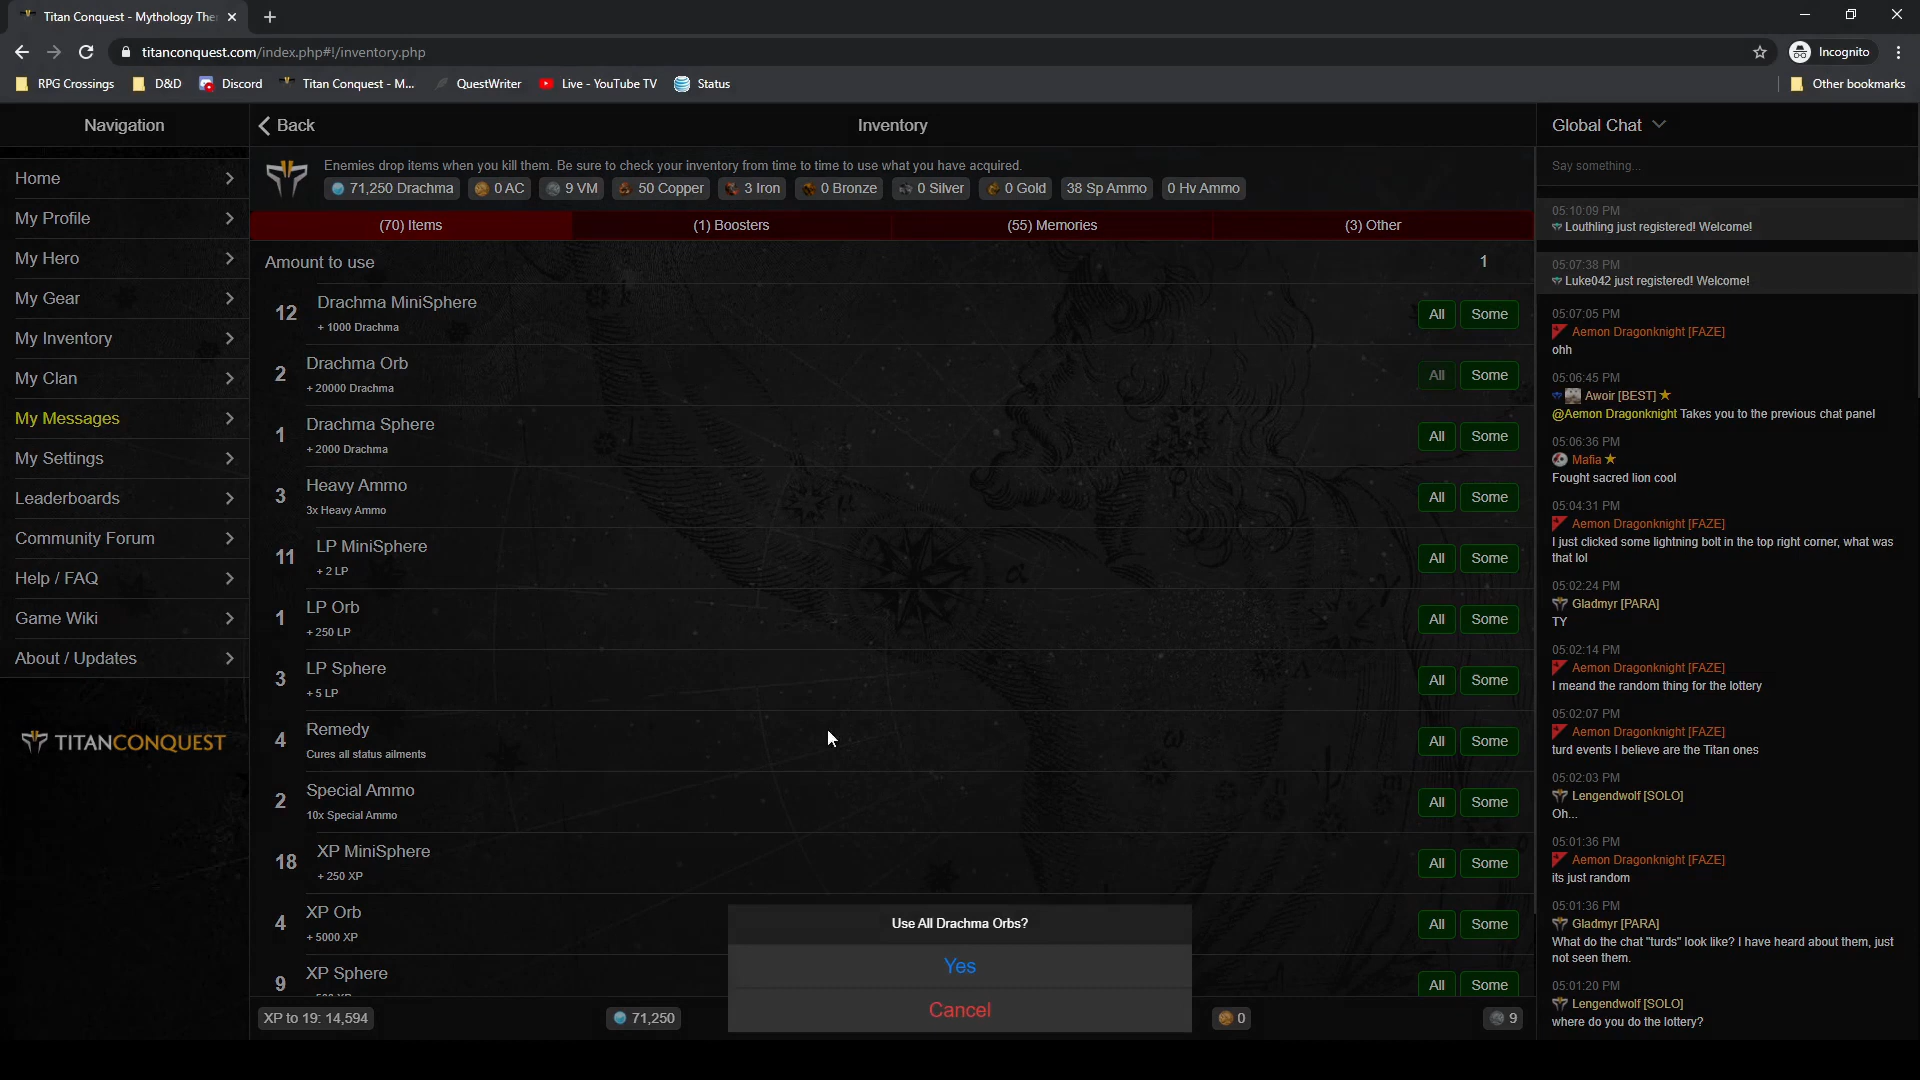 Titan Conquest - Mythology The
titanconquest.com/index.php#!/inventory.php
Incognito
RPG Crossings
D&D
Discord
Titan Conquest - M...
QuestWriter
Live - YouTube TV
Status
Other bookmarks
Navigation
Home
My Profile
My Hero
My Gear
My Inventory
My Clan
My Messages
My Settings
Leaderboards
Community Forum
Help / FAQ
Game Wiki
About / Updates
TITANCONQUEST
Back
Inventory
Enemies drop items when you kill them. Be sure to check your inventory from time to time to use what you have acquired.
71,250 Drachma
0 AC
9 VM
50 Copper
3 Iron
0 Bronze
0 Silver
0 Gold
38 Sp Ammo
0 Hv Ammo
(70) Items
(1) Boosters
(55) Memories
(3) Other
Amount to use
1
12 Drachma MiniSphere
+ 1000 Drachma
All Some
2 Drachma Orb
+ 20000 Drachma
All Some
1 Drachma Sphere
+ 2000 Drachma
All Some
3 Heavy Ammo
3x Heavy Ammo
All Some
11 LP MiniSphere
+ 2 LP
All Some
1 LP Orb
+ 250 LP
All Some
3 LP Sphere
+ 5 LP
All Some
4 Remedy
Cures all status ailments
All Some
2 Special Ammo
10x Special Ammo
All Some
18 XP MiniSphere
+ 250 XP
All Some
4 XP Orb
+ 5000 XP
All Some
9 XP Sphere
All Some
Use All Drachma Orbs?
Yes
Cancel
XP to 19: 14,594
71,250
0
9
Global Chat
Say something...
05:10:09 PM
Louthling just registered! Welcome!
05:07:38 PM
Luke042 just registered! Welcome!
05:07:05 PM
Aemon Dragonknight [FAZE]
ohh
05:06:45 PM
Awoir [BEST]
@Aemon Dragonknight Takes you to the previous chat panel
05:06:36 PM
Mafia
Fought sacred lion cool
05:04:31 PM
Aemon Dragonknight [FAZE]
I just clicked some lightning bolt in the top right corner, what was
that lol
05:02:24 PM
Gladmyr [PARA]
TY
05:02:14 PM
Aemon Dragonknight [FAZE]
I meand the random thing for the lottery
05:02:07 PM
Aemon Dragonknight [FAZE]
turd events I believe are the Titan ones
05:02:03 PM
Lengendwolf [SOLO]
Oh...
05:01:36 PM
Aemon Dragonknight [FAZE]
its just random
05:01:36 PM
Gladmyr [PARA]
What do the chat "turds" look like? I have heard about them, just
not seen them.
05:01:20 PM
Lengendwolf [SOLO]
where do you do the lottery?